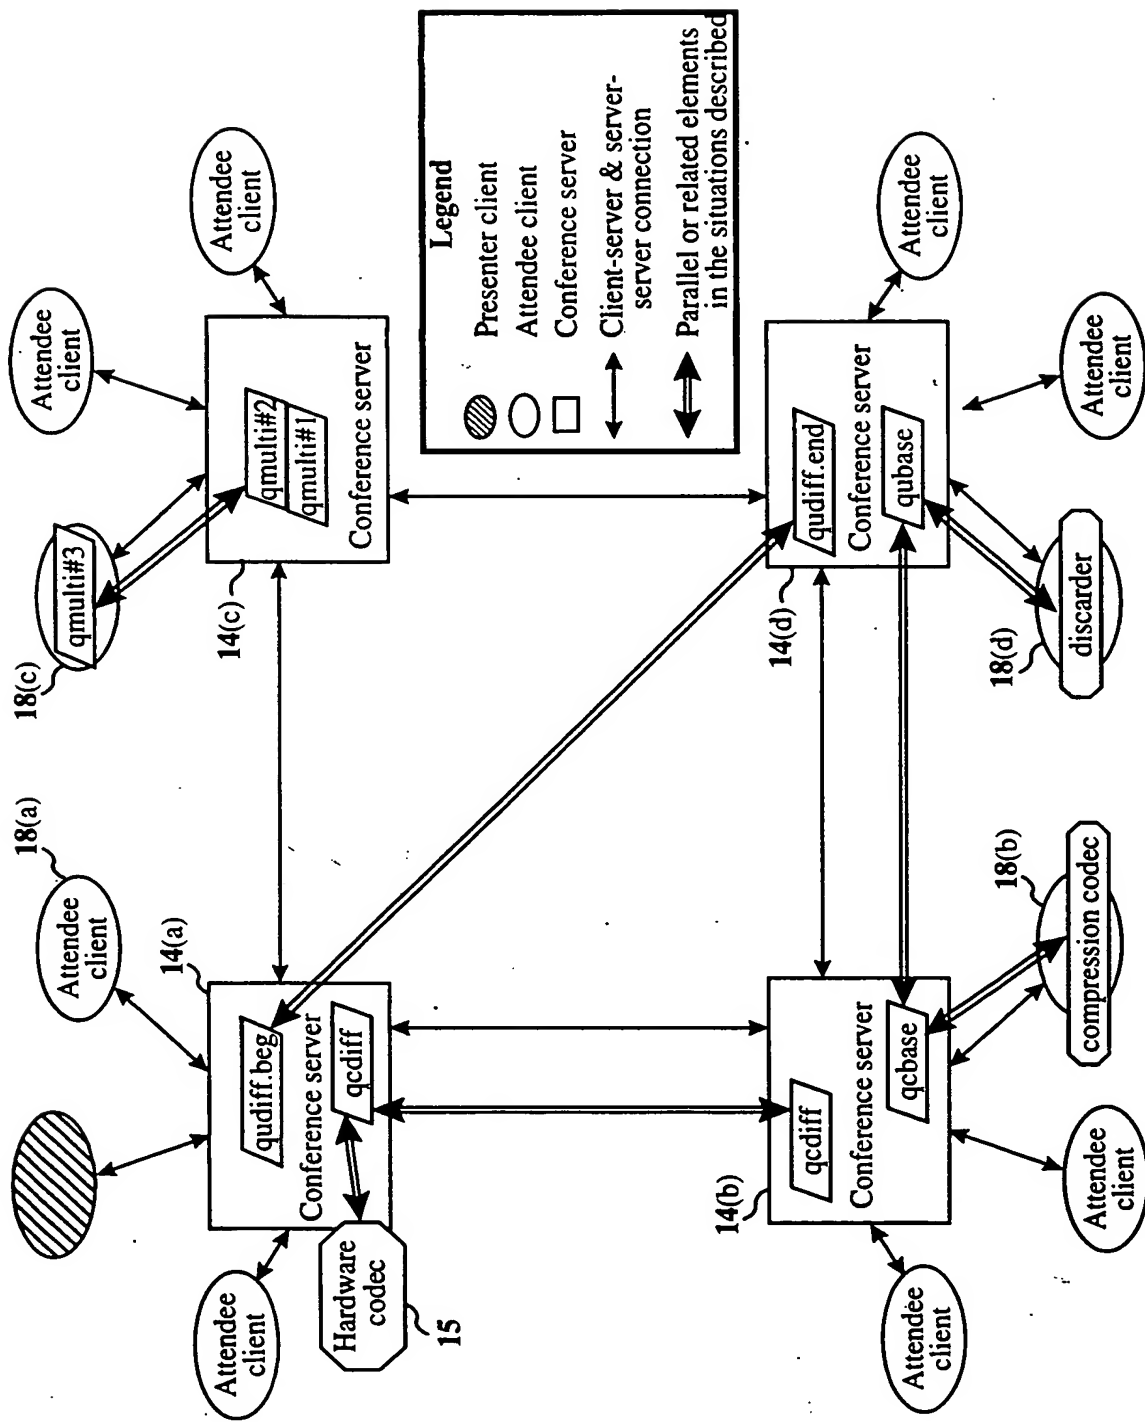 18(a)
Attendee
client
14(a)
qudiff.beg
Conference server
qcdiff
Attendee
client
Hardware
codec
15
18(c)
qmulti#3
14(c)
Attendee
client
qmulti#2
qmulti#1
Conference server
Attendee
client
Legend
Presenter client
Attendee client
Conference server
Client-server & server-
server connection
Parallel or related elements
in the situations described
14(b)
qcdiff
Conference server
qcbase
Attendee
client
Attendee
client
18(b)
compression codec
14(d)
qudiff.end
Conference server
qubase
Attendee
client
18(d)
discarder
Attendee
client